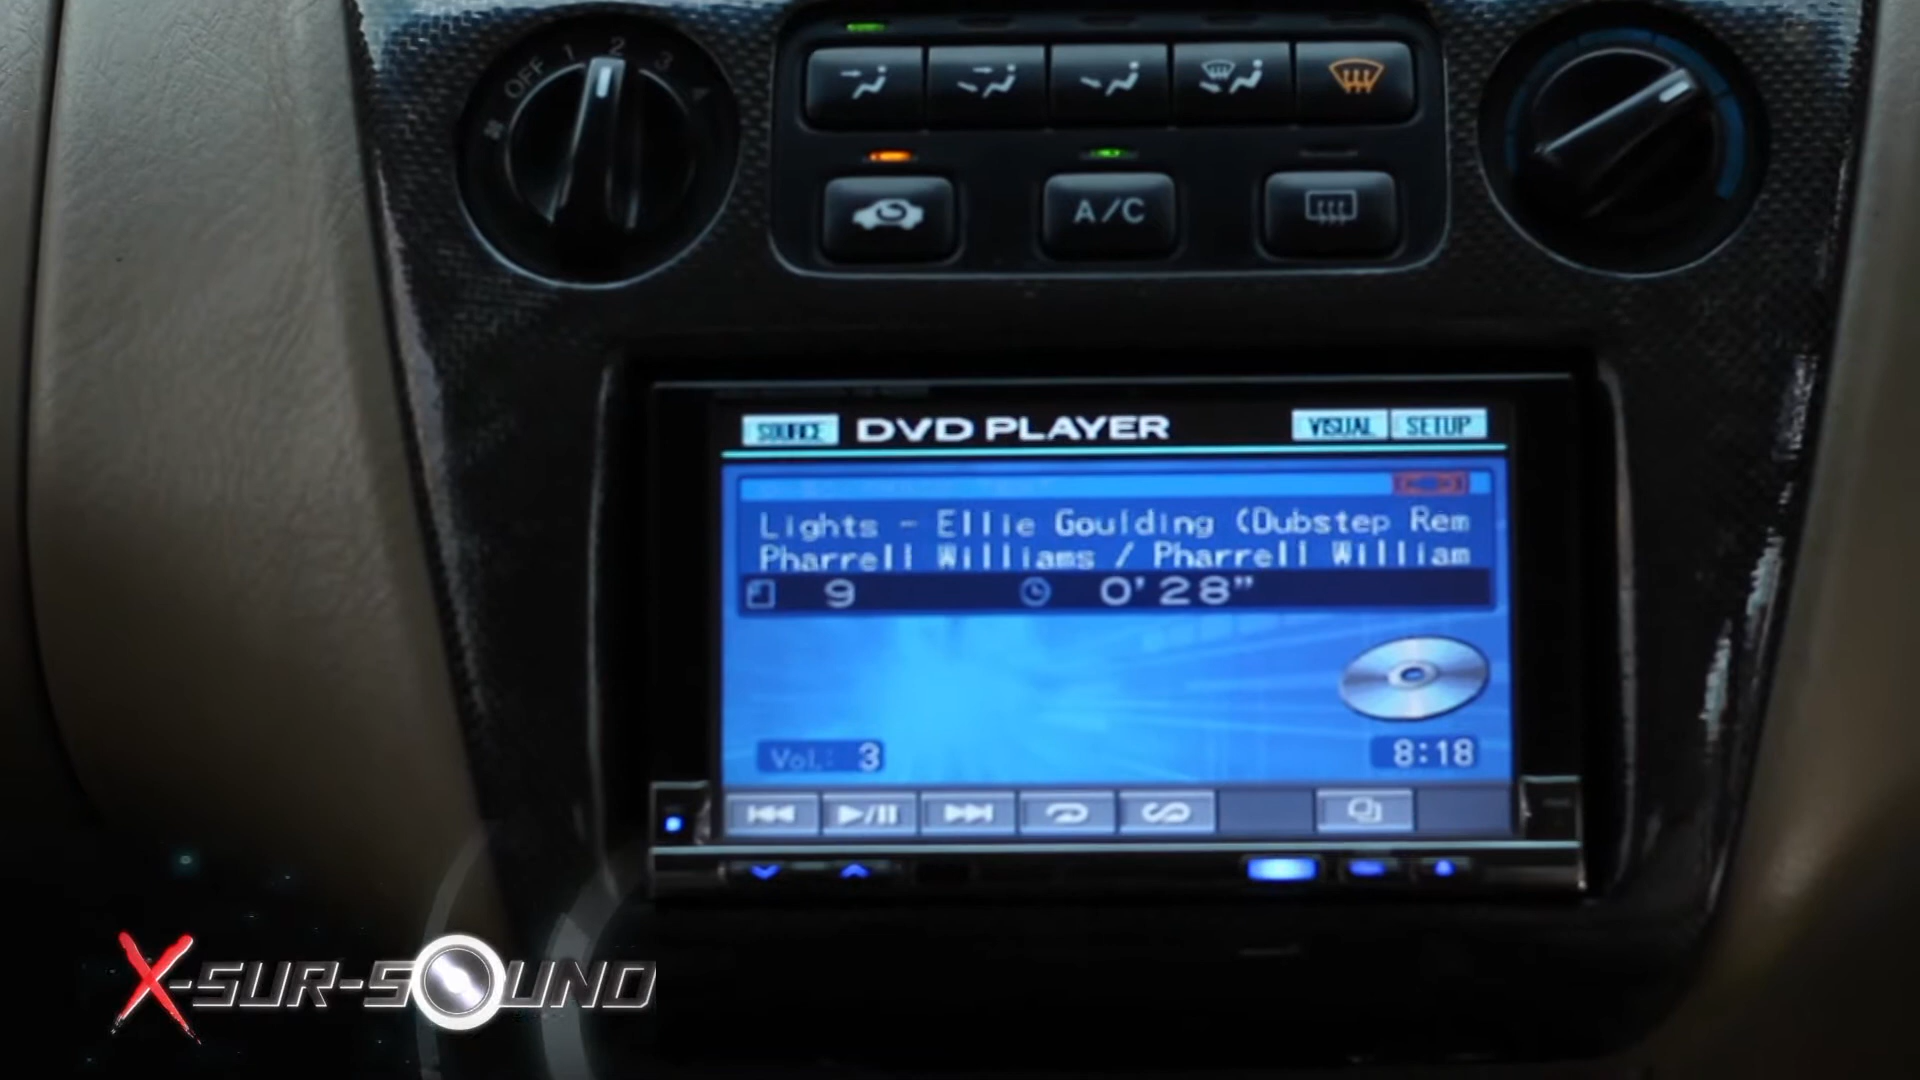 OFF 1 2 3
A/C
SOURCE DVD PLAYER VISUAL SETUP
Lights - Ellie Goulding (Dubstep Rem
Pharrell Williams / Pharrell William
9 0'28"
Vol.: 3 8:18
X-SUR-SOUND